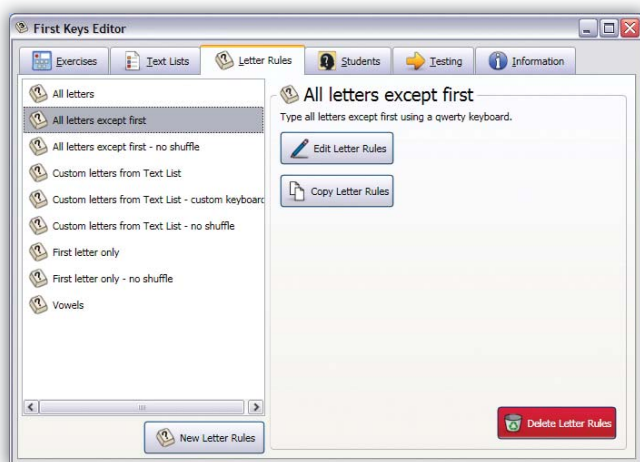 First Keys Editor
Exercises
Text Lists
Letter Rules
Students
Testing
Information
All letters
All letters except first
All letters except first - no shuffle
Custom letters from Text List
Custom letters from Text List - custom keyboard
Custom letters from Text List - no shuffle
First letter only
First letter only - no shuffle
Vowels
New Letter Rules
All letters except first
Type all letters except first using a qwerty keyboard.
Edit Letter Rules
Copy Letter Rules
Delete Letter Rules